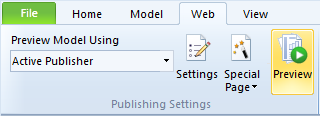 File Home Model Web View
Preview Model Using
Active Publisher
Settings Special Page Preview
Publishing Settings